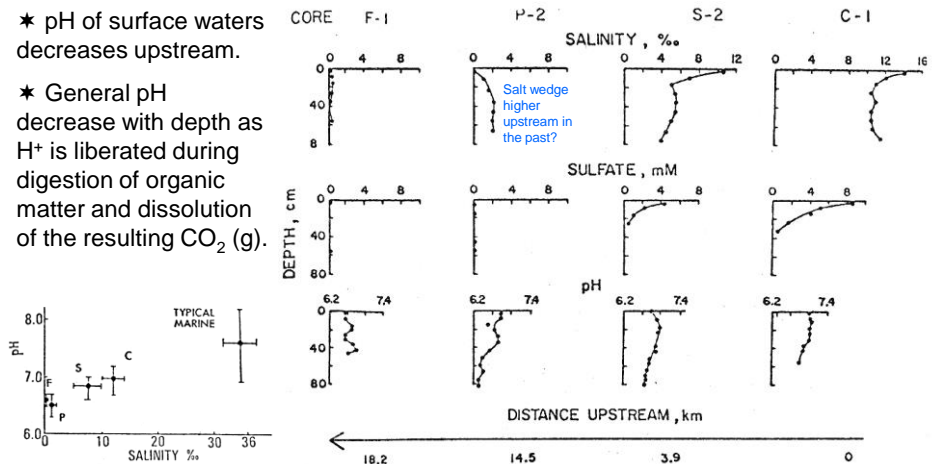 ✶ pH of surface waters
decreases upstream.
✶ General pH
decrease with depth as
H⁺ is liberated during
digestion of organic
matter and dissolution
of the resulting CO₂ (g).
CORE F-1 P-2 S-2 C-1
SALINITY, ‰
0 4 8 0 4 8 0 4 8 12 0 4 8 12 16
0
40
8
Salt wedge
higher
upstream in
the past?
SULFATE, mM
0 4 8 0 4 8 0 4 8 0 4 8
0
40
80
DEPTH, cm
pH
6.2 7.4 6.2 7.4 6.2 7.4 6.2 7.4
0
40
80
DISTANCE UPSTREAM, km
18.2 14.5 3.9 0
TYPICAL
MARINE
8.0
7.0
6.0
pH
F
P
S
C
0 10 20 30 36
SALINITY ‰